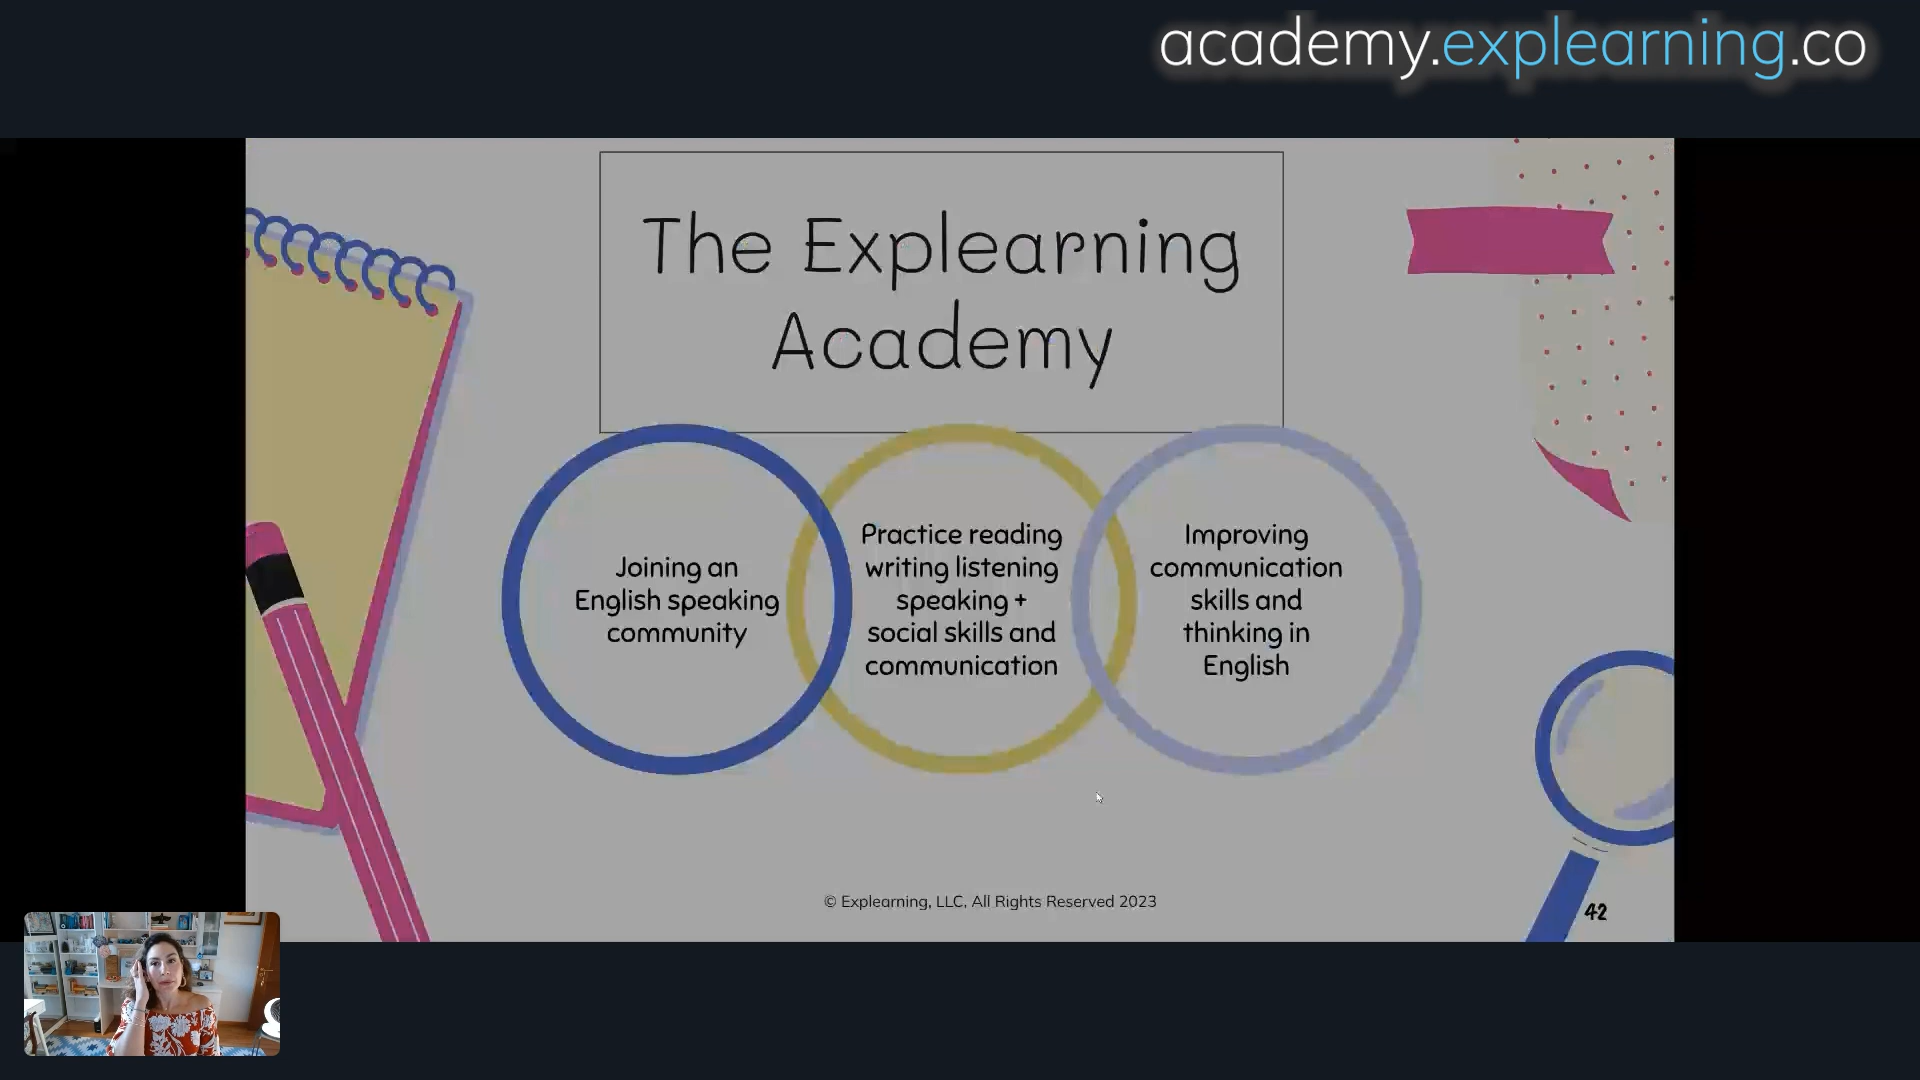 academy.explearning.co
The Explearning
Academy
Joining an
English speaking
community
Practice reading
writing listening
speaking +
social skills and
communication
Improving
communication
skills and
thinking in
English
© Explearning, LLC, All Rights Reserved 2023
42